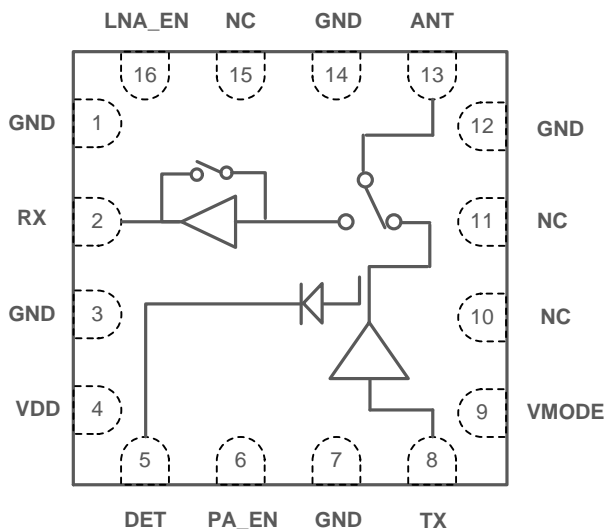 LNA_EN NC GND ANT
16 15 14 13
GND 1 12 GND
RX 2 11 NC
GND 3 10 NC
VDD 4 9 VMODE
5 6 7 8
DET PA_EN GND TX